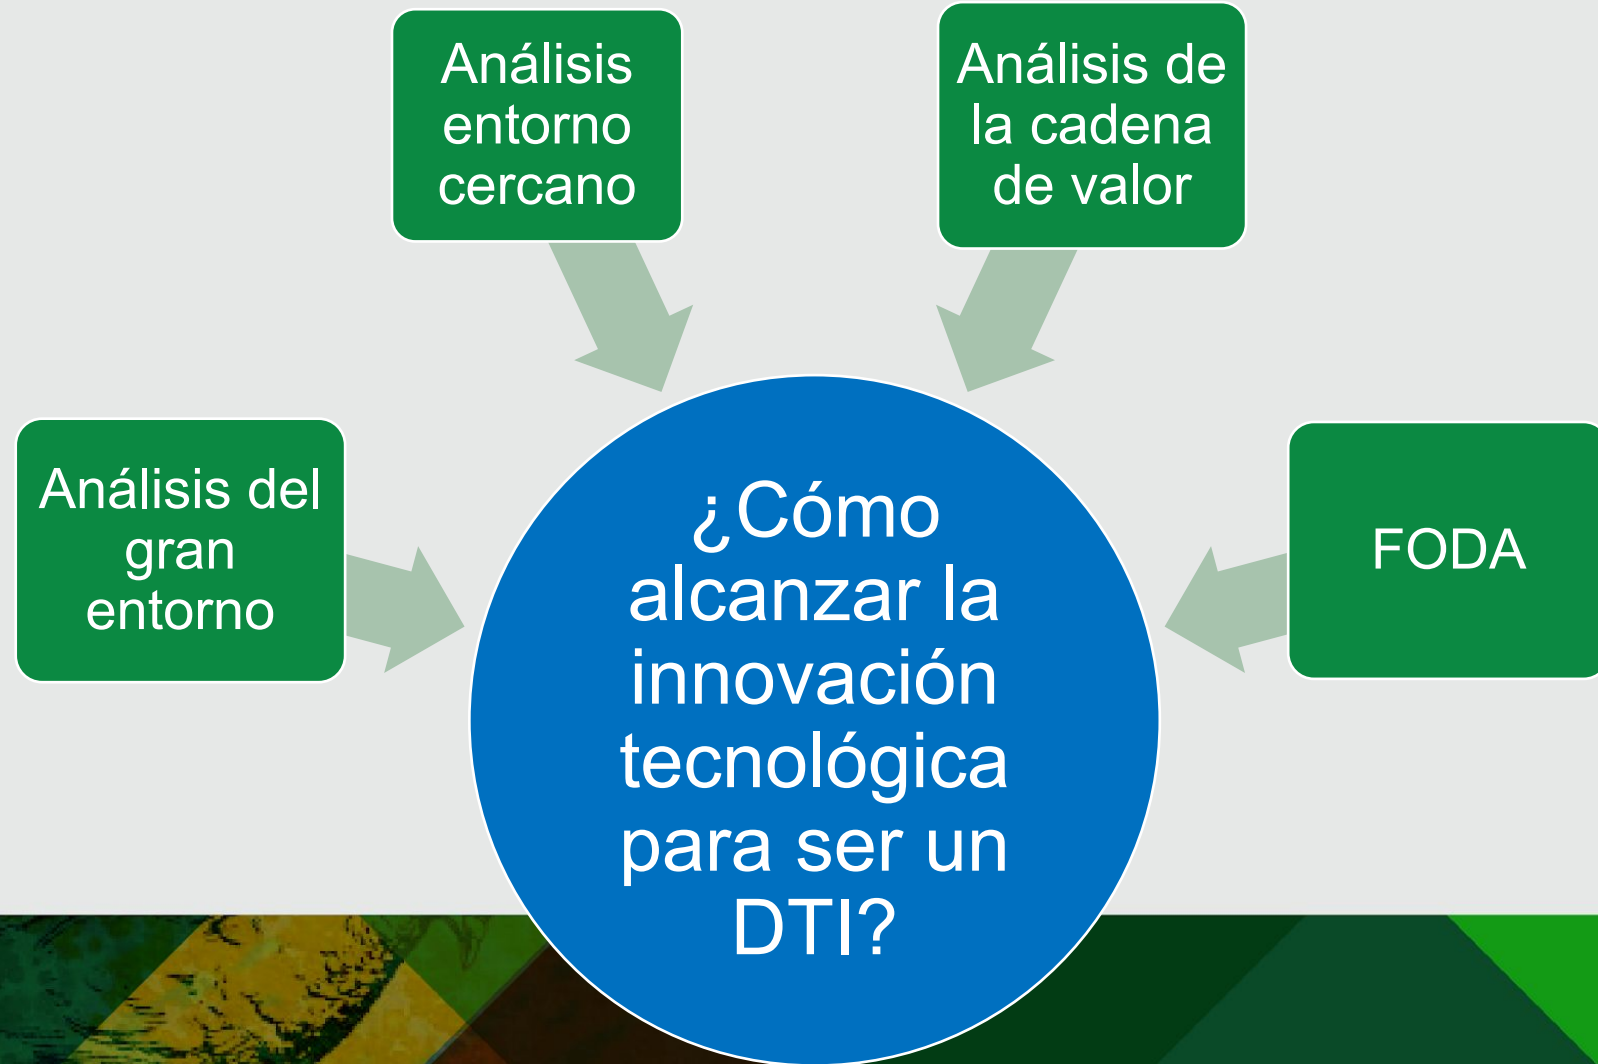 Análisis
entorno
cercano
Análisis de
la cadena
de valor
Análisis del
gran
entorno
¿Cómo
alcanzar la
innovación
tecnológica
para ser un
DTI?
FODA